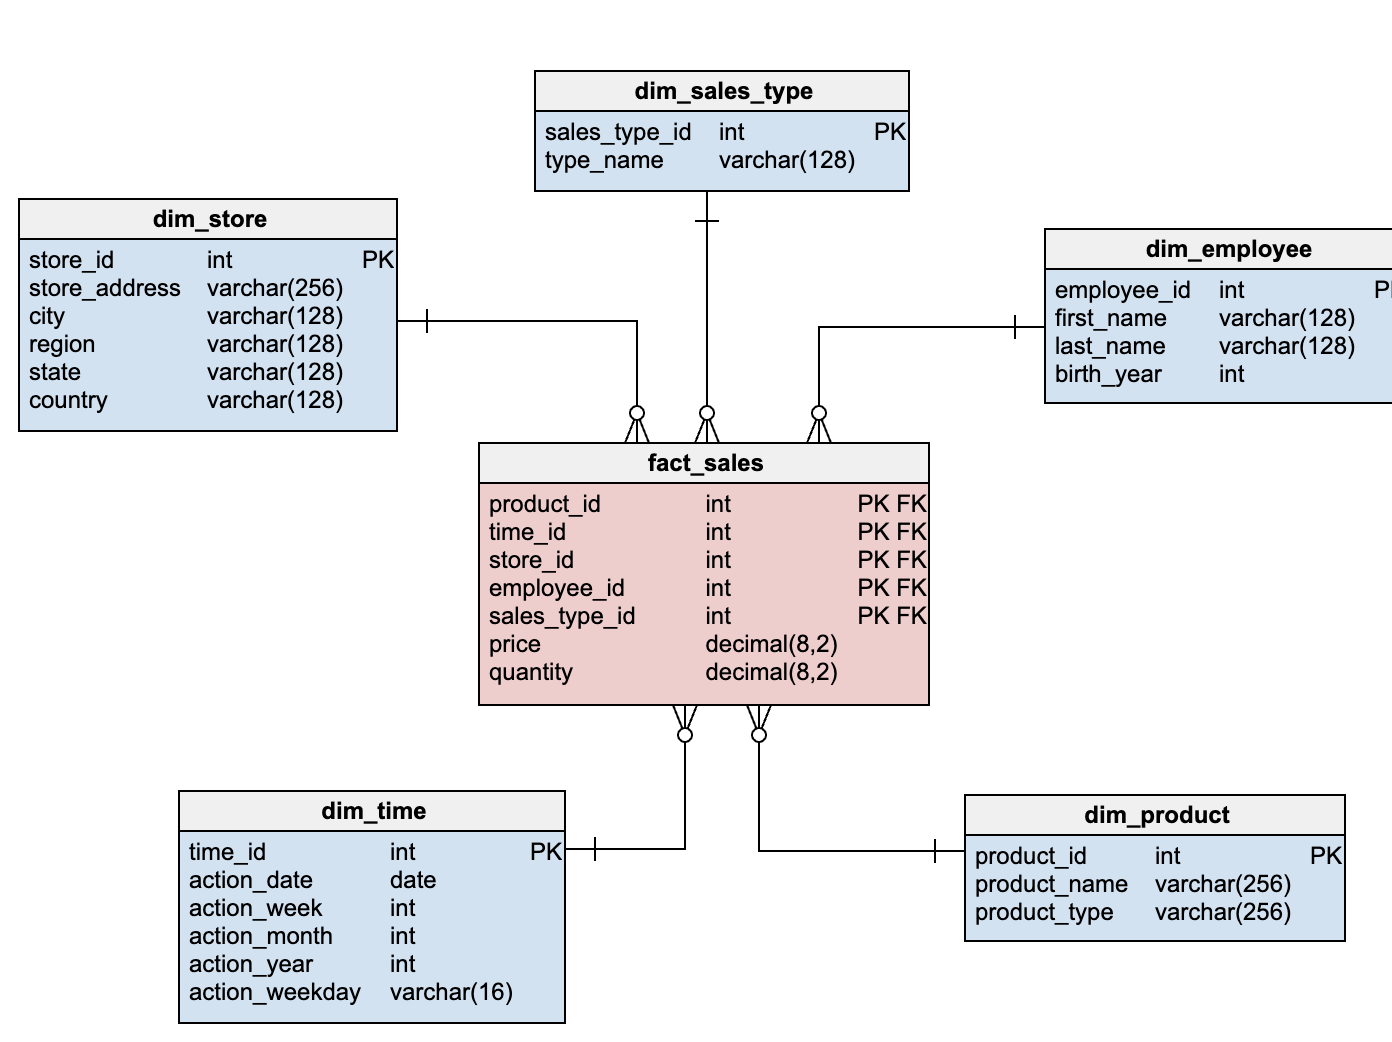 dim_sales_type
sales_type_id int PK
type_name varchar(128)
dim_store
store_id int PK
store_address varchar(256)
city varchar(128)
region varchar(128)
state varchar(128)
country varchar(128)
dim_employee
employee_id int
first_name varchar(128)
last_name varchar(128)
birth_year int
fact_sales
product_id int PK FK
time_id int PK FK
store_id int PK FK
employee_id int PK FK
sales_type_id int PK FK
price decimal(8,2)
quantity decimal(8,2)
dim_time
time_id int PK
action_date date
action_week int
action_month int
action_year int
action_weekday varchar(16)
dim_product
product_id int PK
product_name varchar(256)
product_type varchar(256)